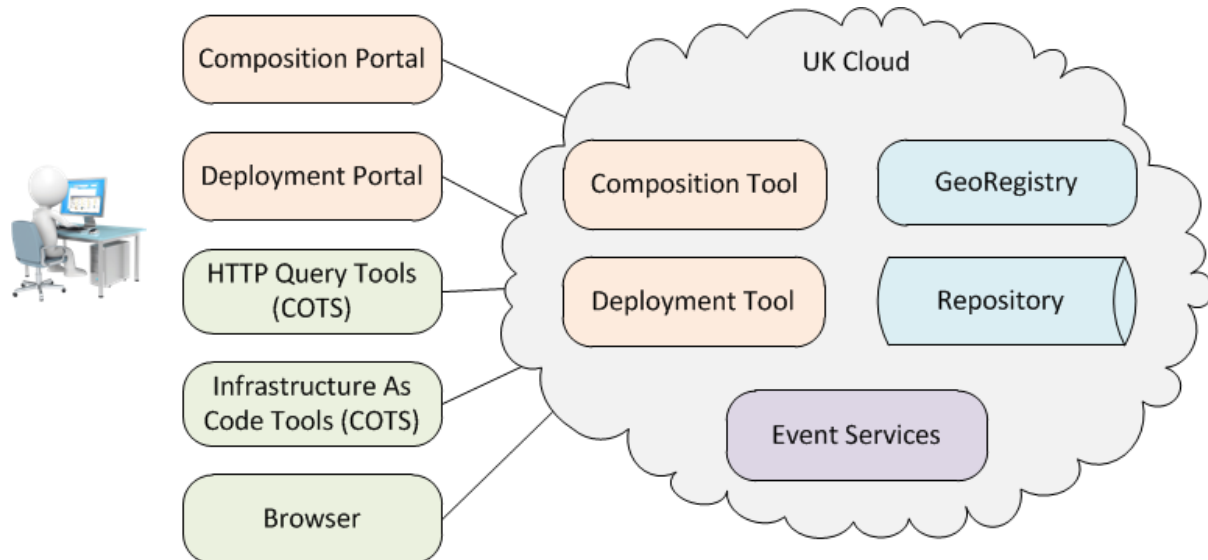 Composition Portal
Deployment Portal
HTTP Query Tools
(COTS)
Infrastructure As
Code Tools (COTS)
Browser
UK Cloud
Composition Tool
GeoRegistry
Deployment Tool
Repository
Event Services